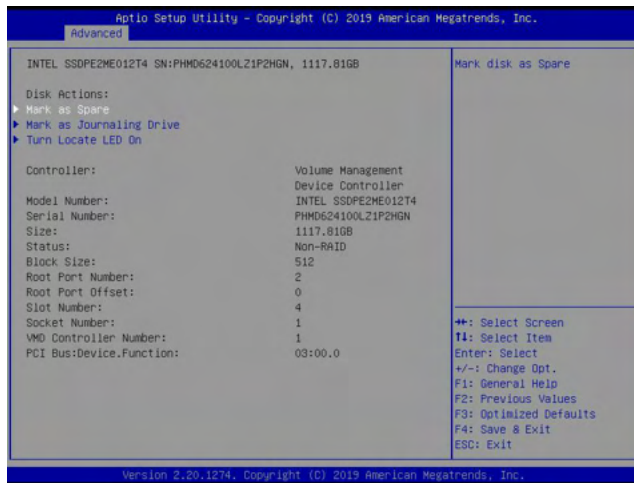 Aptio Setup Utility - Copyright (C) 2019 American Megatrends, Inc.
Advanced
INTEL SSDPE2ME012T4 SN:PHMD624100LZ1P2HGN, 1117.81GB
Mark disk as Spare
Disk Actions:
Mark as Spare
Mark as Journaling Drive
Turn Locate LED On
Controller: Volume Management
Device Controller
Model Number: INTEL SSDPE2ME012T4
Serial Number: PHMD624100LZ1P2HGN
Size: 1117.81GB
Status: Non-RAID
Block Size: 512
Root Port Number: 2
Root Port Offset: 0
Slot Number: 4
Socket Number: 1
VMD Controller Number: 1
PCI Bus:Device.Function: 03:00.0
→←: Select Screen
↑↓: Select Item
Enter: Select
+/-: Change Opt.
F1: General Help
F2: Previous Values
F3: Optimized Defaults
F4: Save & Exit
ESC: Exit
Version 2.20.1274. Copyright (C) 2019 American Megatrends, Inc.